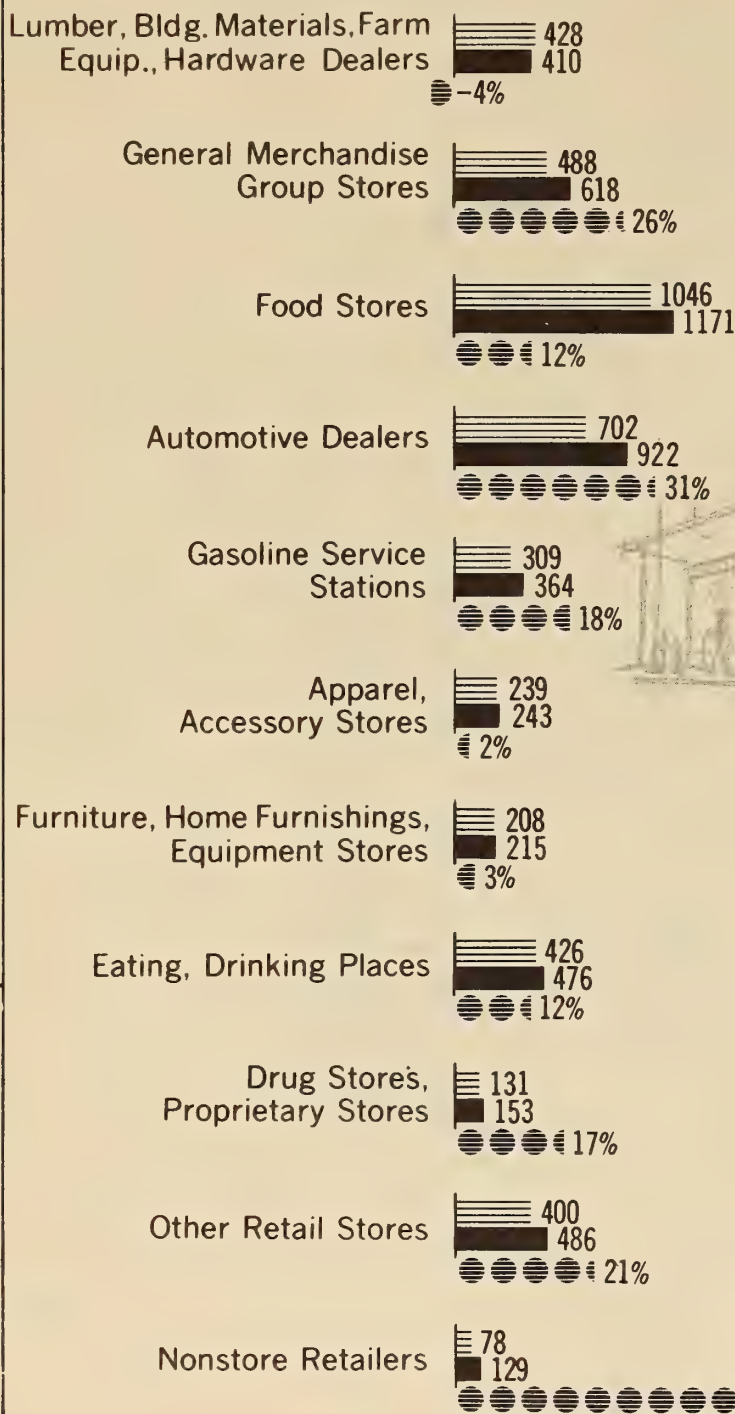 Lumber, Bldg. Materials, Farm
Equip., Hardware Dealers
428
410
-4%
General Merchandise
Group Stores
488
618
26%
Food Stores
1046
1171
12%
Automotive Dealers
702
922
31%
Gasoline Service
Stations
309
364
18%
Apparel,
Accessory Stores
239
243
2%
Furniture, Home Furnishings,
Equipment Stores
208
215
3%
Eating, Drinking Places
426
476
12%
Drug Stores,
Proprietary Stores
131
153
17%
Other Retail Stores
400
486
21%
Nonstore Retailers
78
129